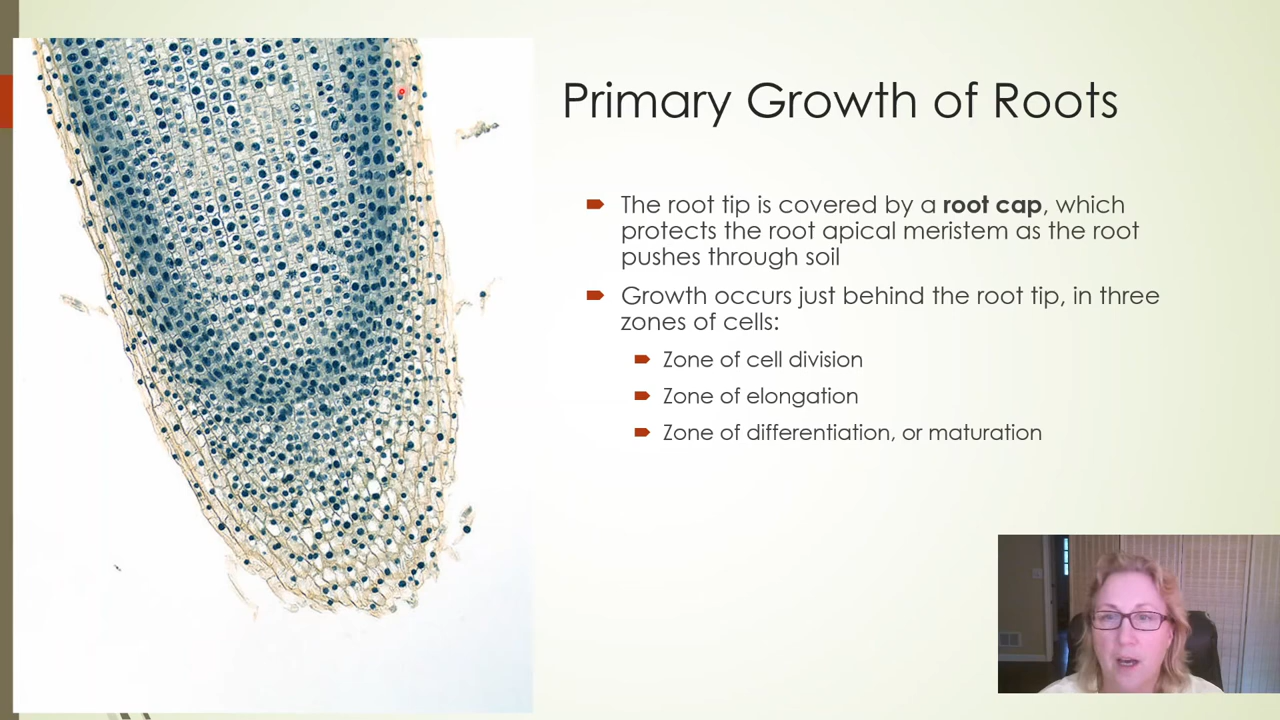 Primary Growth of Roots
The root tip is covered by a root cap, which
protects the root apical meristem as the root
pushes through soil
Growth occurs just behind the root tip, in three
zones of cells:
Zone of cell division
Zone of elongation
Zone of differentiation, or maturation